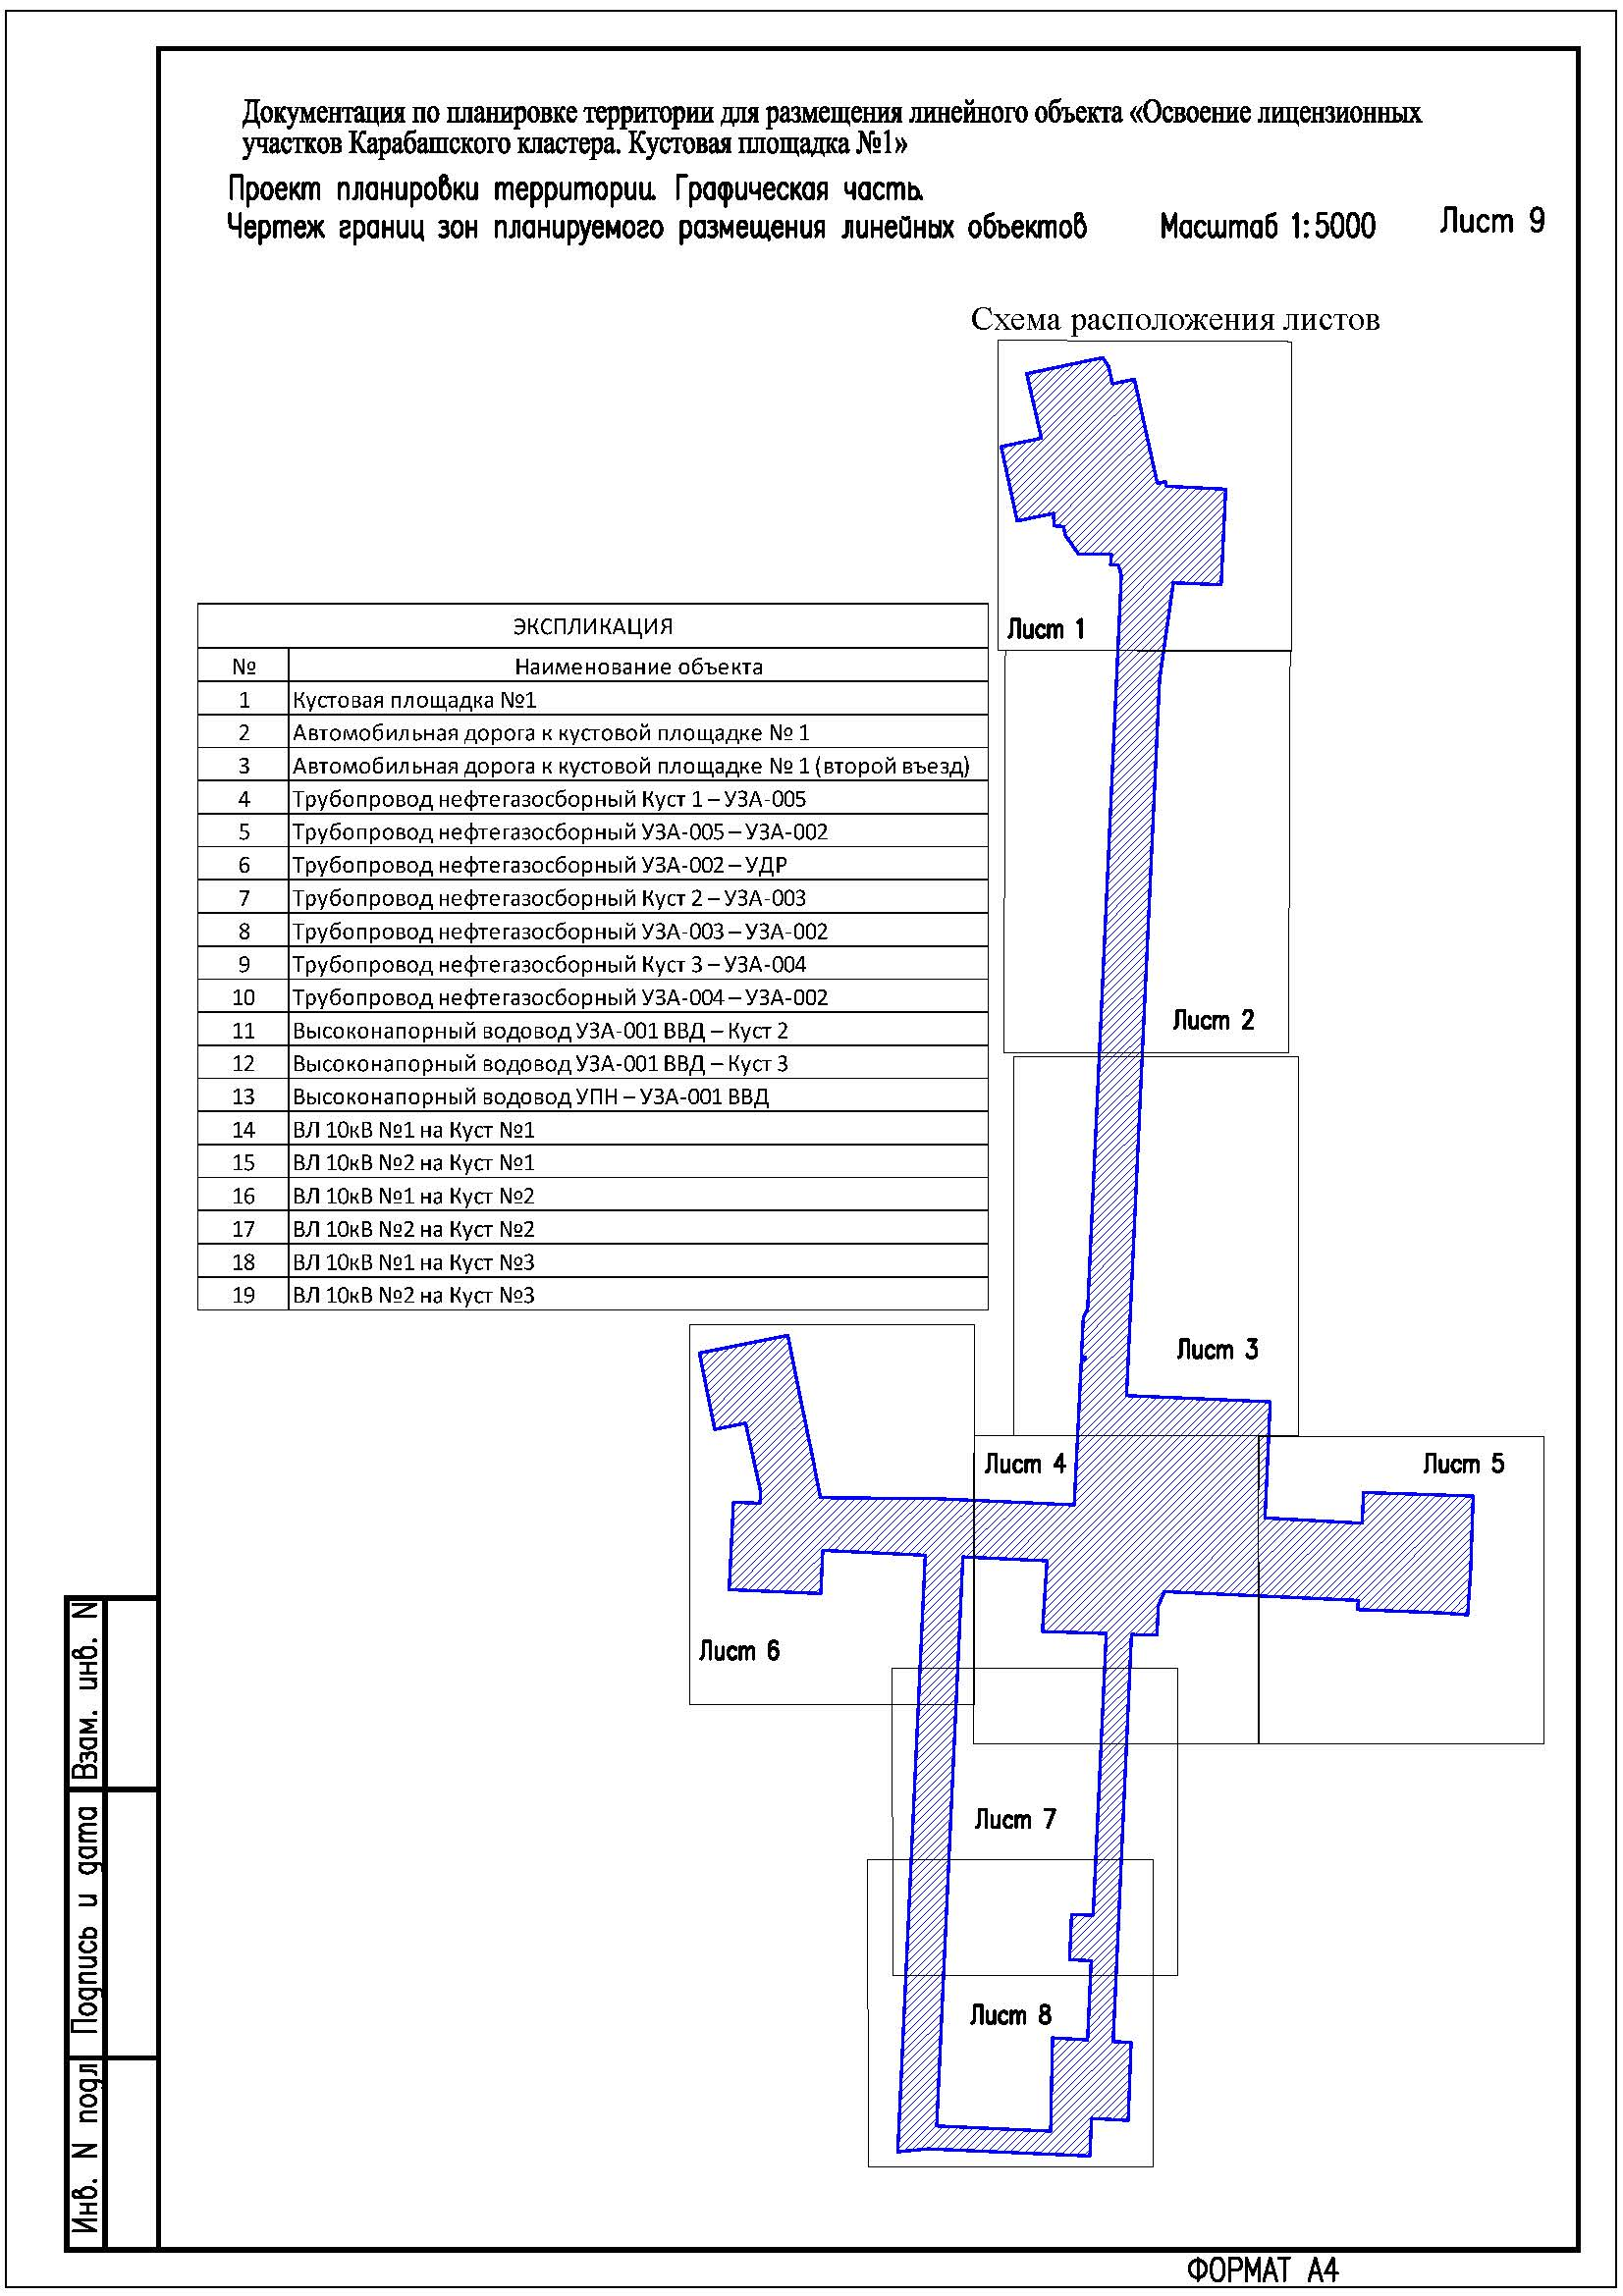 Документация по планировке территории для размещения линейного объекта «Освоение лицензионных
участков Карабашского кластера. Кустовая площадка №1»
Проект планировки территории. Графическая часть.
Чертеж границ зон планируемого размещения линейных объектов Масштаб 1:5000 Лист 9
Схема расположения листов
Лист 1
ЭКСПЛИКАЦИЯ
№ Наименование объекта
1 Кустовая площадка №1
2 Автомобильная дорога к кустовой площадке № 1
3 Автомобильная дорога к кустовой площадке № 1 (второй въезд)
4 Трубопровод нефтегазосборный Куст 1 – УЗА-005
5 Трубопровод нефтегазосборный УЗА-005 – УЗА-002
6 Трубопровод нефтегазосборный УЗА-002 – УДР
7 Трубопровод нефтегазосборный Куст 2 – УЗА-003
8 Трубопровод нефтегазосборный УЗА-003 – УЗА-002
9 Трубопровод нефтегазосборный Куст 3 – УЗА-004
10 Трубопровод нефтегазосборный УЗА-004 – УЗА-002
11 Высоконапорный водовод УЗА-001 ВВД – Куст 2
12 Высоконапорный водовод УЗА-001 ВВД – Куст 3
13 Высоконапорный водовод УПН – УЗА-001 ВВД
14 ВЛ 10кВ №1 на Куст №1
15 ВЛ 10кВ №2 на Куст №1
16 ВЛ 10кВ №1 на Куст №2
17 ВЛ 10кВ №2 на Куст №2
18 ВЛ 10кВ №1 на Куст №3
19 ВЛ 10кВ №2 на Куст №3
Лист 2
Лист 3
Лист 4
Лист 5
Лист 6
Лист 7
Лист 8
Взам. инв. N
Подпись и дата
Инв. N подл
ФОРМАТ А4